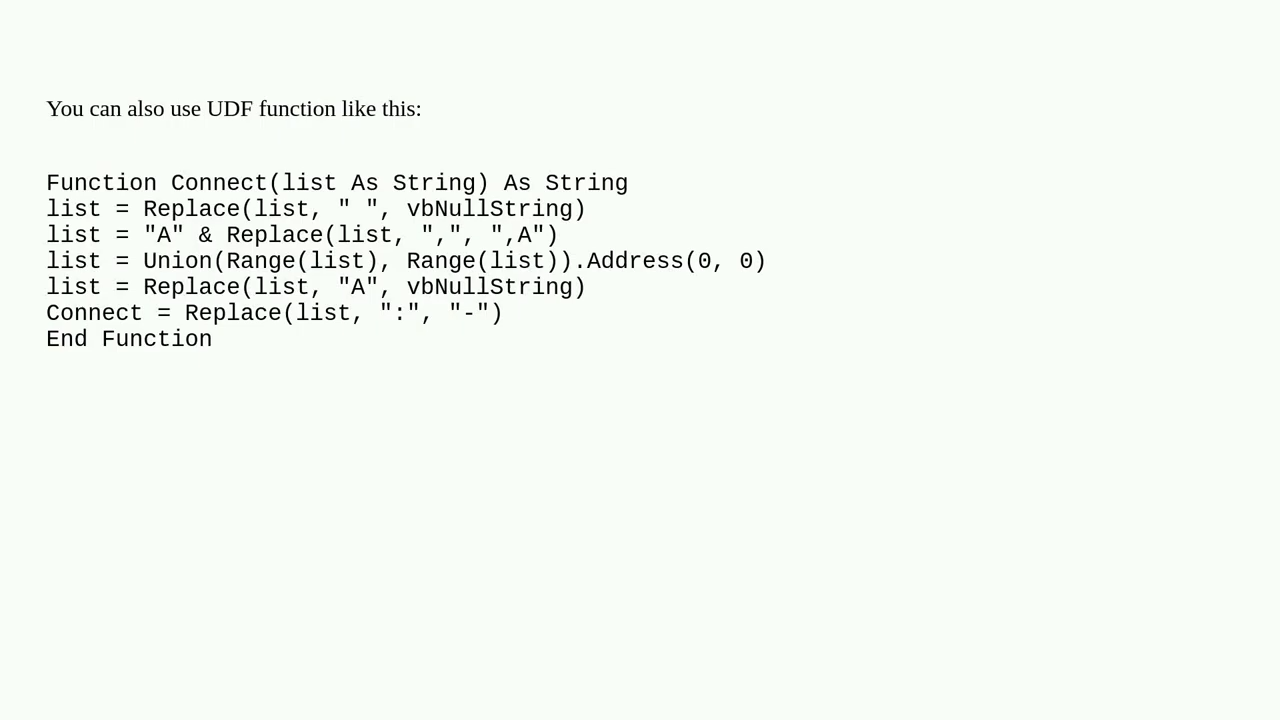 You can also use UDF function like this:
Function Connect(list As String) As String
list = Replace(list, " ", vbNullString)
list = "A" & Replace(list, ",", ",A")
list = Union(Range(list), Range(list)).Address(0, 0)
list = Replace(list, "A", vbNullString)
Connect = Replace(list, ":", "-")
End Function